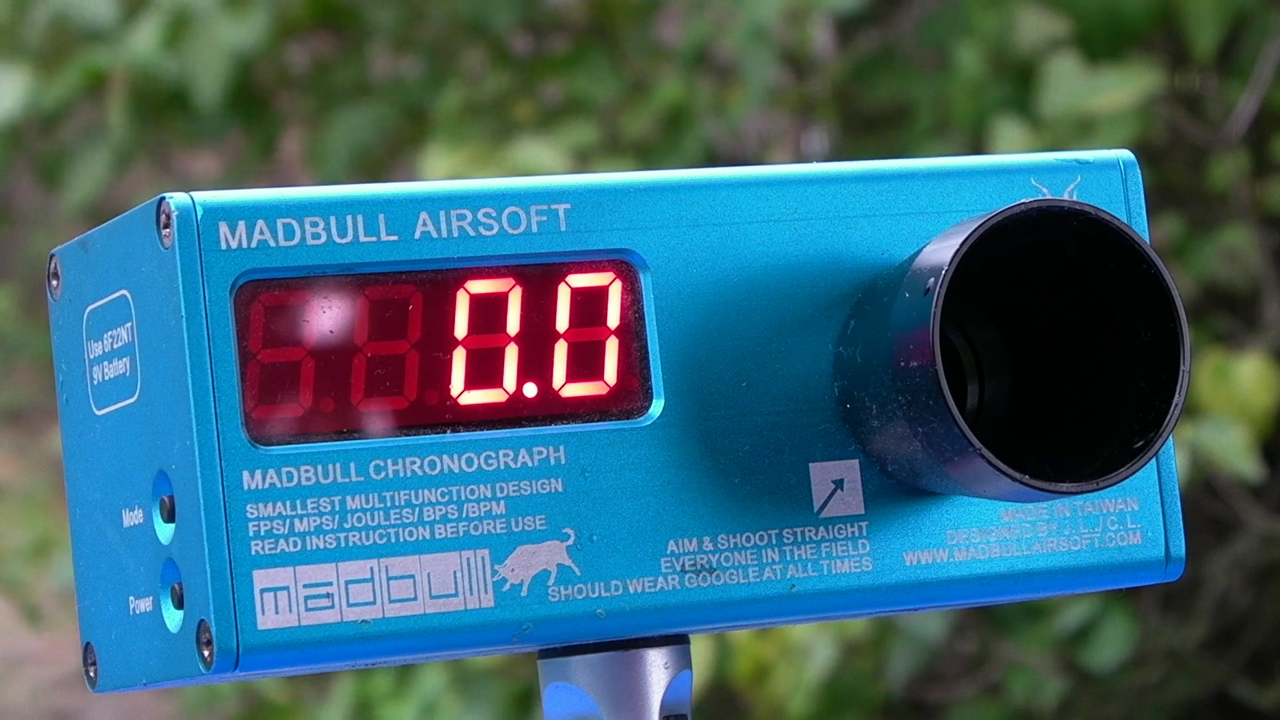 MADBULL AIRSOFT
0.0
Use 6F22NT
9V Battery
MADBULL CHRONOGRAPH
SMALLEST MULTIFUNCTION DESIGN
FPS/ MPS/ JOULES/ BPS /BPM
READ INSTRUCTION BEFORE USE
Mode
Power
madbull
AIM & SHOOT STRAIGHT
EVERYONE IN THE FIELD
SHOULD WEAR GOOGLE AT ALL TIMES
MADE IN TAIWAN
DESIGNED BY J. L. / C. L.
WWW.MADBULLAIRSOFT.COM